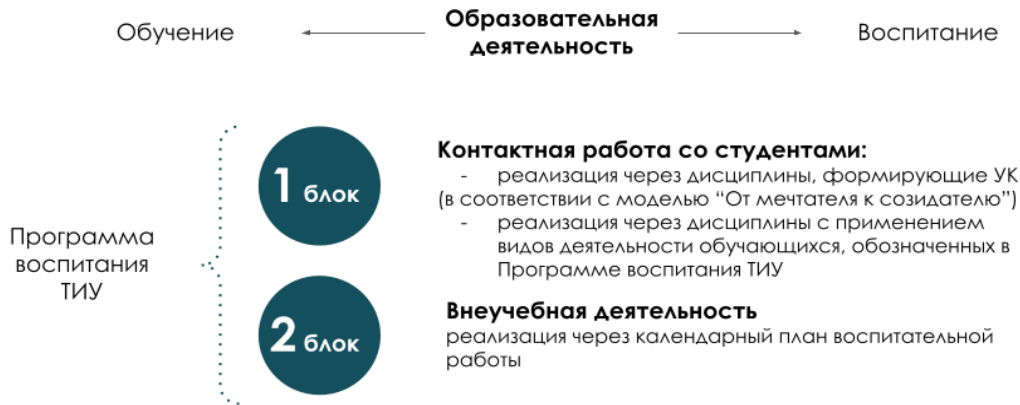 Обучение
Образовательная
деятельность
Воспитание
Программа
воспитания
ТИУ
1 блок
Контактная работа со студентами:
- реализация через дисциплины, формирующие УК
(в соответствии с моделью “От мечтателя к созидателю”)
- реализация через дисциплины с применением
видов деятельности обучающихся, обозначенных в
Программе воспитания ТИУ
2 блок
Внеучебная деятельность
реализация через календарный план воспитательной
работы